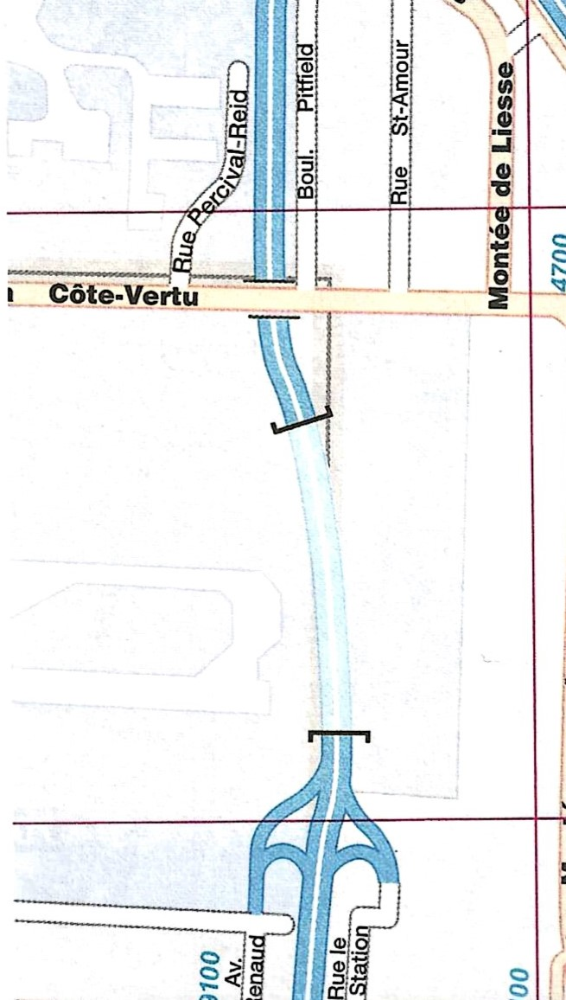 Boul. Pitfield
Rue St-Amour
Montée de Liesse
Rue Percival-Reid
4700
Côte-Vertu
9100
Av.
Renaud
Rue le
Station
00